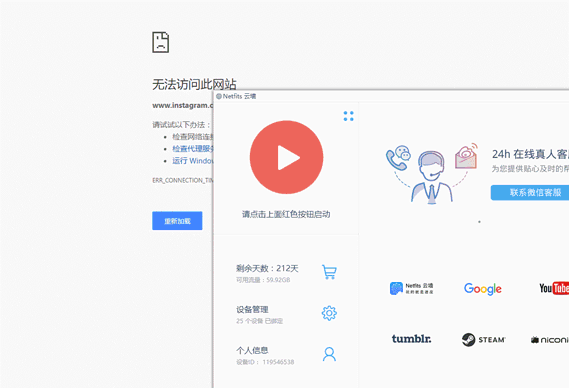 无法访问此网站
www.instagram.c
请试试以下办法：
检查网络连接
检查代理服务
运行 Window
ERR_CONNECTION_TIM
重新加载
Netfits 云墙
请点击上面红色按钮启动
剩余天数：212天
可用流量：59.92GB
设备管理
25 个设备 已绑定
个人信息
设备ID： 119546538
24h 在线真人客服
为您提供贴心及时的帮
联系微信客服
Netfits 云墙
Google
YouTube
tumblr.
STEAM
niconi